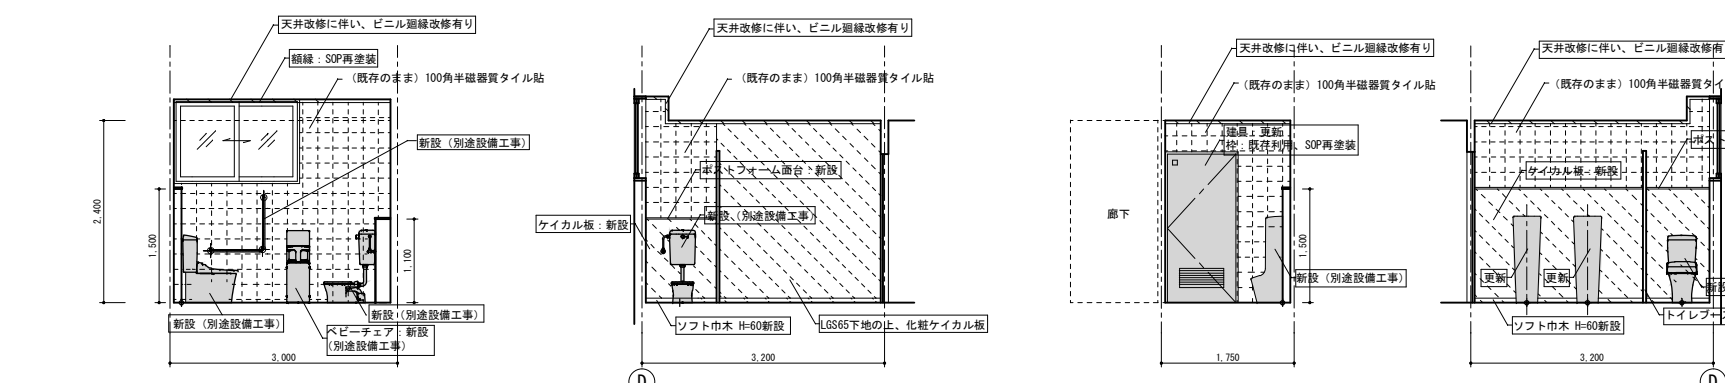 天井改修に伴い、ビニル廻縁改修有り
額縁：SOP再塗装
(既存のまま) 100角半磁器質タイル貼
新設（別途設備工事）
2,400
1,500
1,100
新設（別途設備工事）
新設（別途設備工事）
ベビーチェア：新設
(別途設備工事)
3,000
天井改修に伴い、ビニル廻縁改修有り
(既存のまま) 100角半磁器質タイル貼
ポストフォーム面台：新設
新設（別途設備工事）
ケイカル板：新設
ソフト巾木 H=60新設
LGS65下地の上、化粧ケイカル板
3,200
D
天井改修に伴い、ビニル廻縁改修有り
(既存のまま) 100角半磁器質タイル貼
建具：更新
枠：既存利用、SOP再塗装
廊下
1,500
新設（別途設備工事）
1,750
天井改修に伴い、ビニル廻縁改修有
(既存のまま) 100角半磁器質タイ
ポス
ケイカル板：新設
更新
更新
新設
ソフト巾木 H=60新設
トイレブース
3,200
D